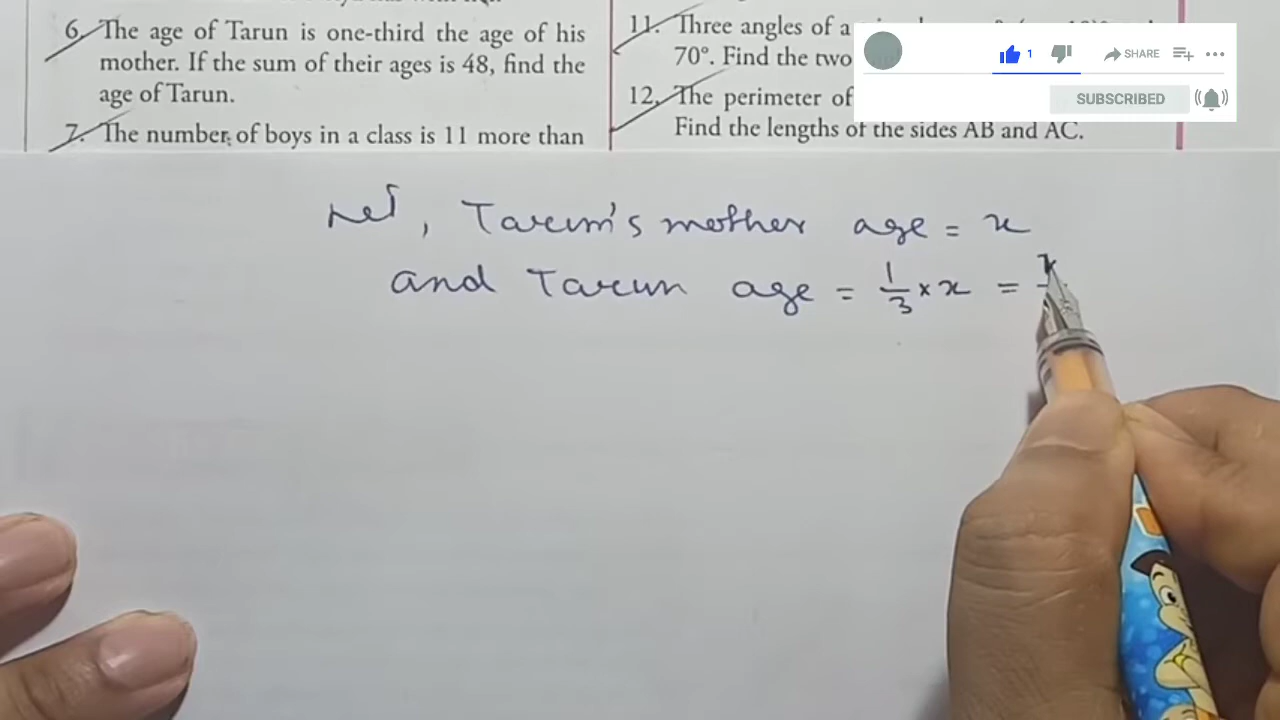 6. The age of Tarun is one-third the age of his
mother. If the sum of their ages is 48, find the
age of Tarun.
7. The number of boys in a class is 11 more than
11. Three angles of a
70°. Find the two
12. The perimeter of
Find the lengths of the sides AB and AC.
1
SHARE
SUBSCRIBED
Let, Tarun's mother age = x
and Tarun age = 1/3 × x = x